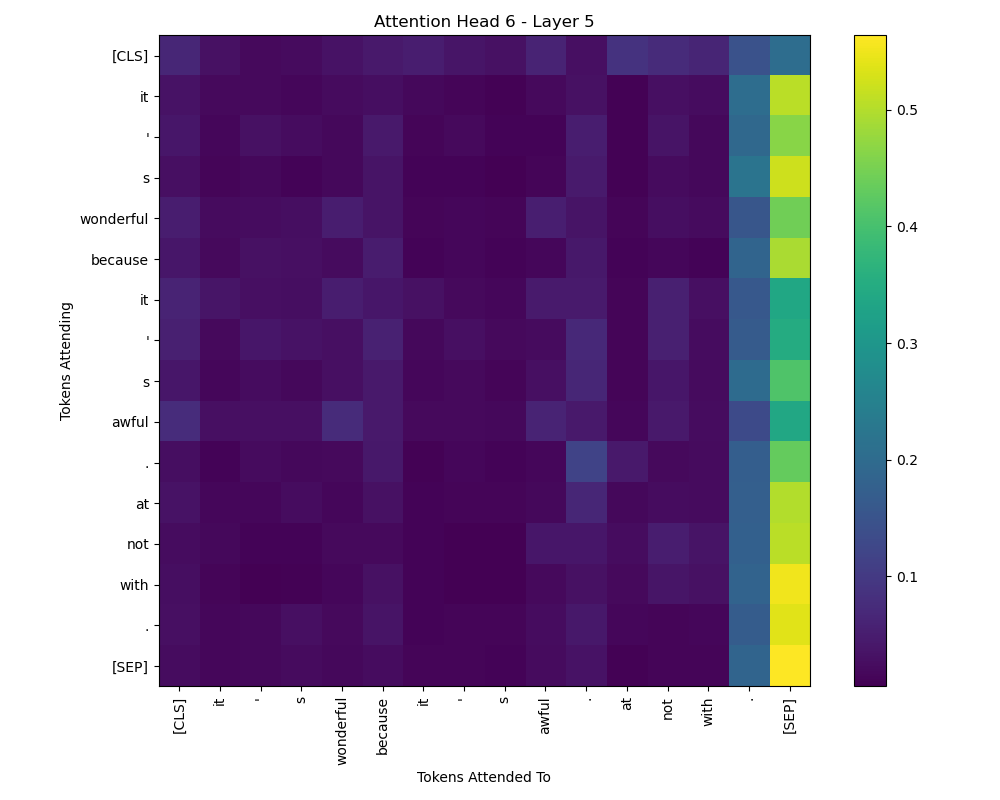 Attention Head 6 - Layer 5
Tokens Attending
[CLS]
it
'
s
wonderful
because
it
'
s
awful
.
at
not
with
.
[SEP]
[CLS]
it
'
s
wonderful
because
it
'
s
awful
.
at
not
with
.
[SEP]
Tokens Attended To
0.5
0.4
0.3
0.2
0.1